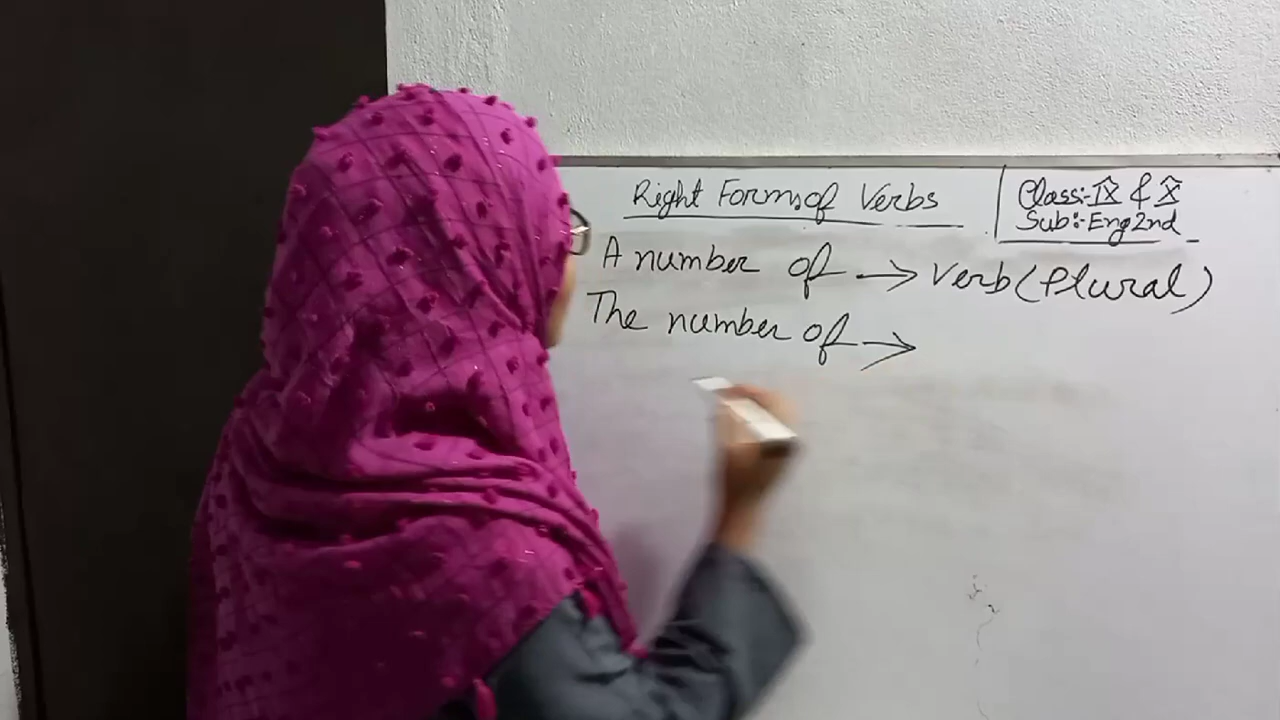 Right Forms of Verbs
Class:- IX & X
Sub:- Eng 2nd
A number of → Verb (Plural)
The number of →